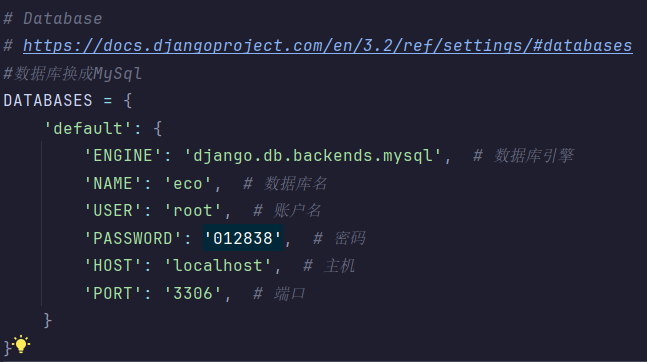 # Database
# https://docs.djangoproject.com/en/3.2/ref/settings/#databases
#数据库换成MySql
DATABASES = {
    'default': {
        'ENGINE': 'django.db.backends.mysql',  # 数据库引擎
        'NAME': 'eco',  # 数据库名
        'USER': 'root',  # 账户名
        'PASSWORD': '012838',  # 密码
        'HOST': 'localhost',  # 主机
        'PORT': '3306',  # 端口
    }
}